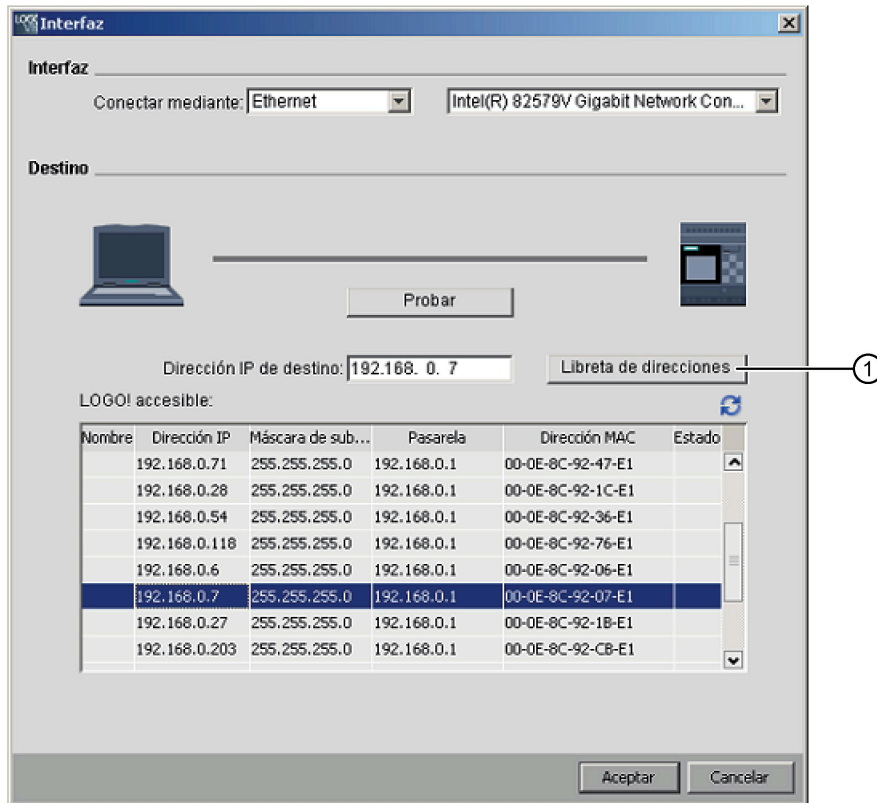 Interfaz
Interfaz
Conectar mediante: Ethernet Intel(R) 82579V Gigabit Network Con...
Destino
Probar
Dirección IP de destino: 192.168. 0. 7 Libreta de direcciones 1
LOGO! accesible:
Nombre Dirección IP Máscara de sub... Pasarela Dirección MAC Estado
192.168.0.71 255.255.255.0 192.168.0.1 00-0E-8C-92-47-E1
192.168.0.28 255.255.255.0 192.168.0.1 00-0E-8C-92-1C-E1
192.168.0.54 255.255.255.0 192.168.0.1 00-0E-8C-92-36-E1
192.168.0.118 255.255.255.0 192.168.0.1 00-0E-8C-92-76-E1
192.168.0.6 255.255.255.0 192.168.0.1 00-0E-8C-92-06-E1
192.168.0.7 255.255.255.0 192.168.0.1 00-0E-8C-92-07-E1
192.168.0.27 255.255.255.0 192.168.0.1 00-0E-8C-92-1B-E1
192.168.0.203 255.255.255.0 192.168.0.1 00-0E-8C-92-CB-E1
Aceptar Cancelar